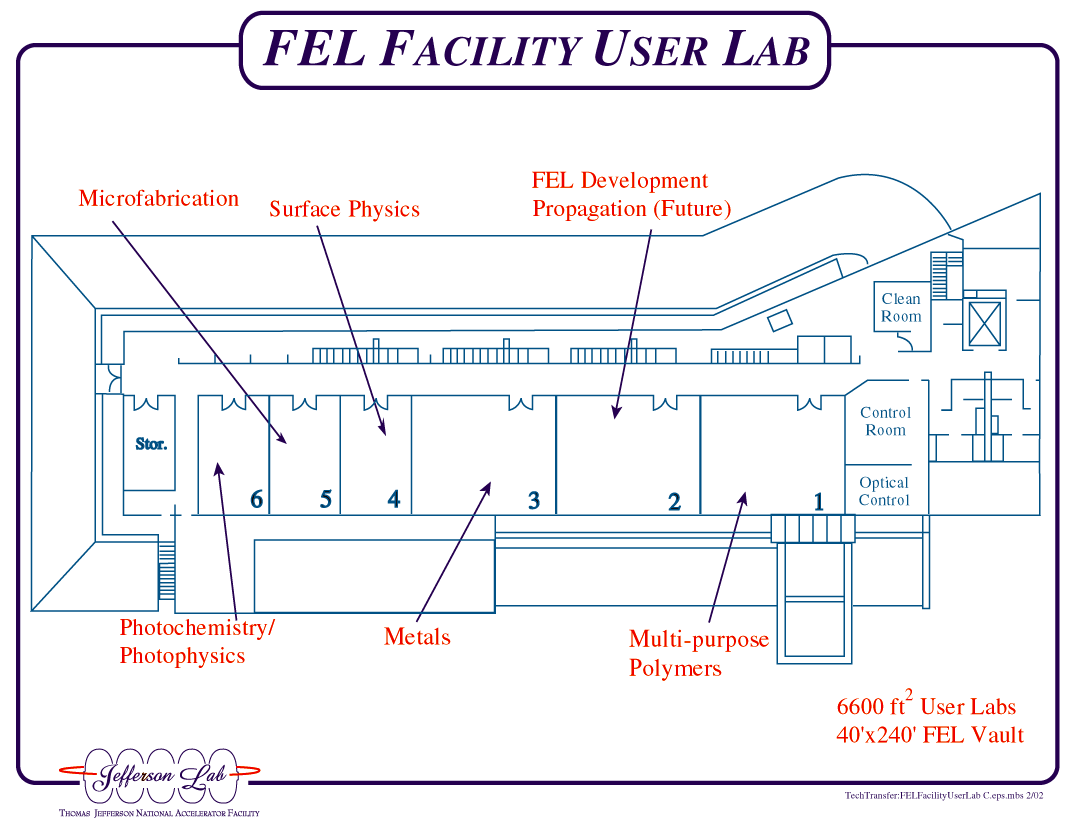 FEL FACILITY USER LAB
Microfabrication
Surface Physics
FEL Development
Propagation (Future)
Clean
Room
Control
Room
Stor.
Optical
Control
6
5
4
3
2
1
Photochemistry/
Photophysics
Metals
Multi-purpose
Polymers
6600 ft2 User Labs
40'x240' FEL Vault
Jefferson Lab
THOMAS JEFFERSON NATIONAL ACCELERATOR FACILITY
TechTransfer:FELFacilityUserLab C.eps.mbs 2/02